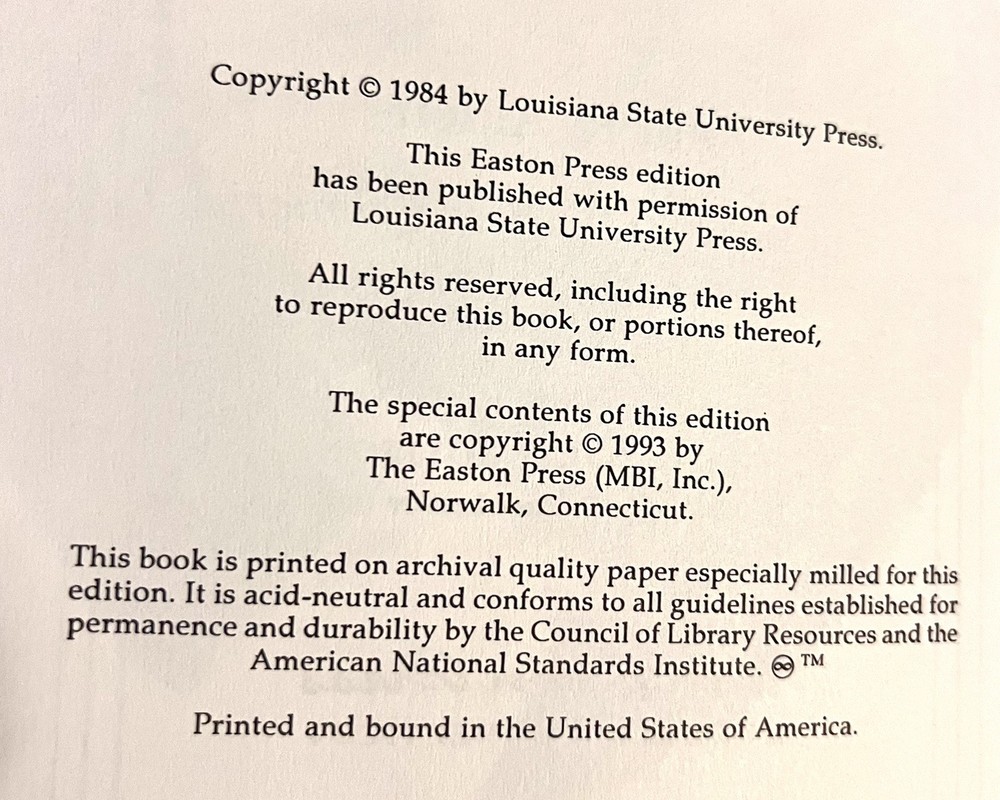 Copyright © 1984 by Louisiana State University Press.
This Easton Press edition
has been published with permission of
Louisiana State University Press.
All rights reserved, including the right
to reproduce this book, or portions thereof,
in any form.
The special contents of this edition
are copyright © 1993 by
The Easton Press (MBI, Inc.),
Norwalk, Connecticut.
This book is printed on archival quality paper especially milled for this
edition. It is acid-neutral and conforms to all guidelines established for
permanence and durability by the Council of Library Resources and the
American National Standards Institute. ♾ ™
Printed and bound in the United States of America.